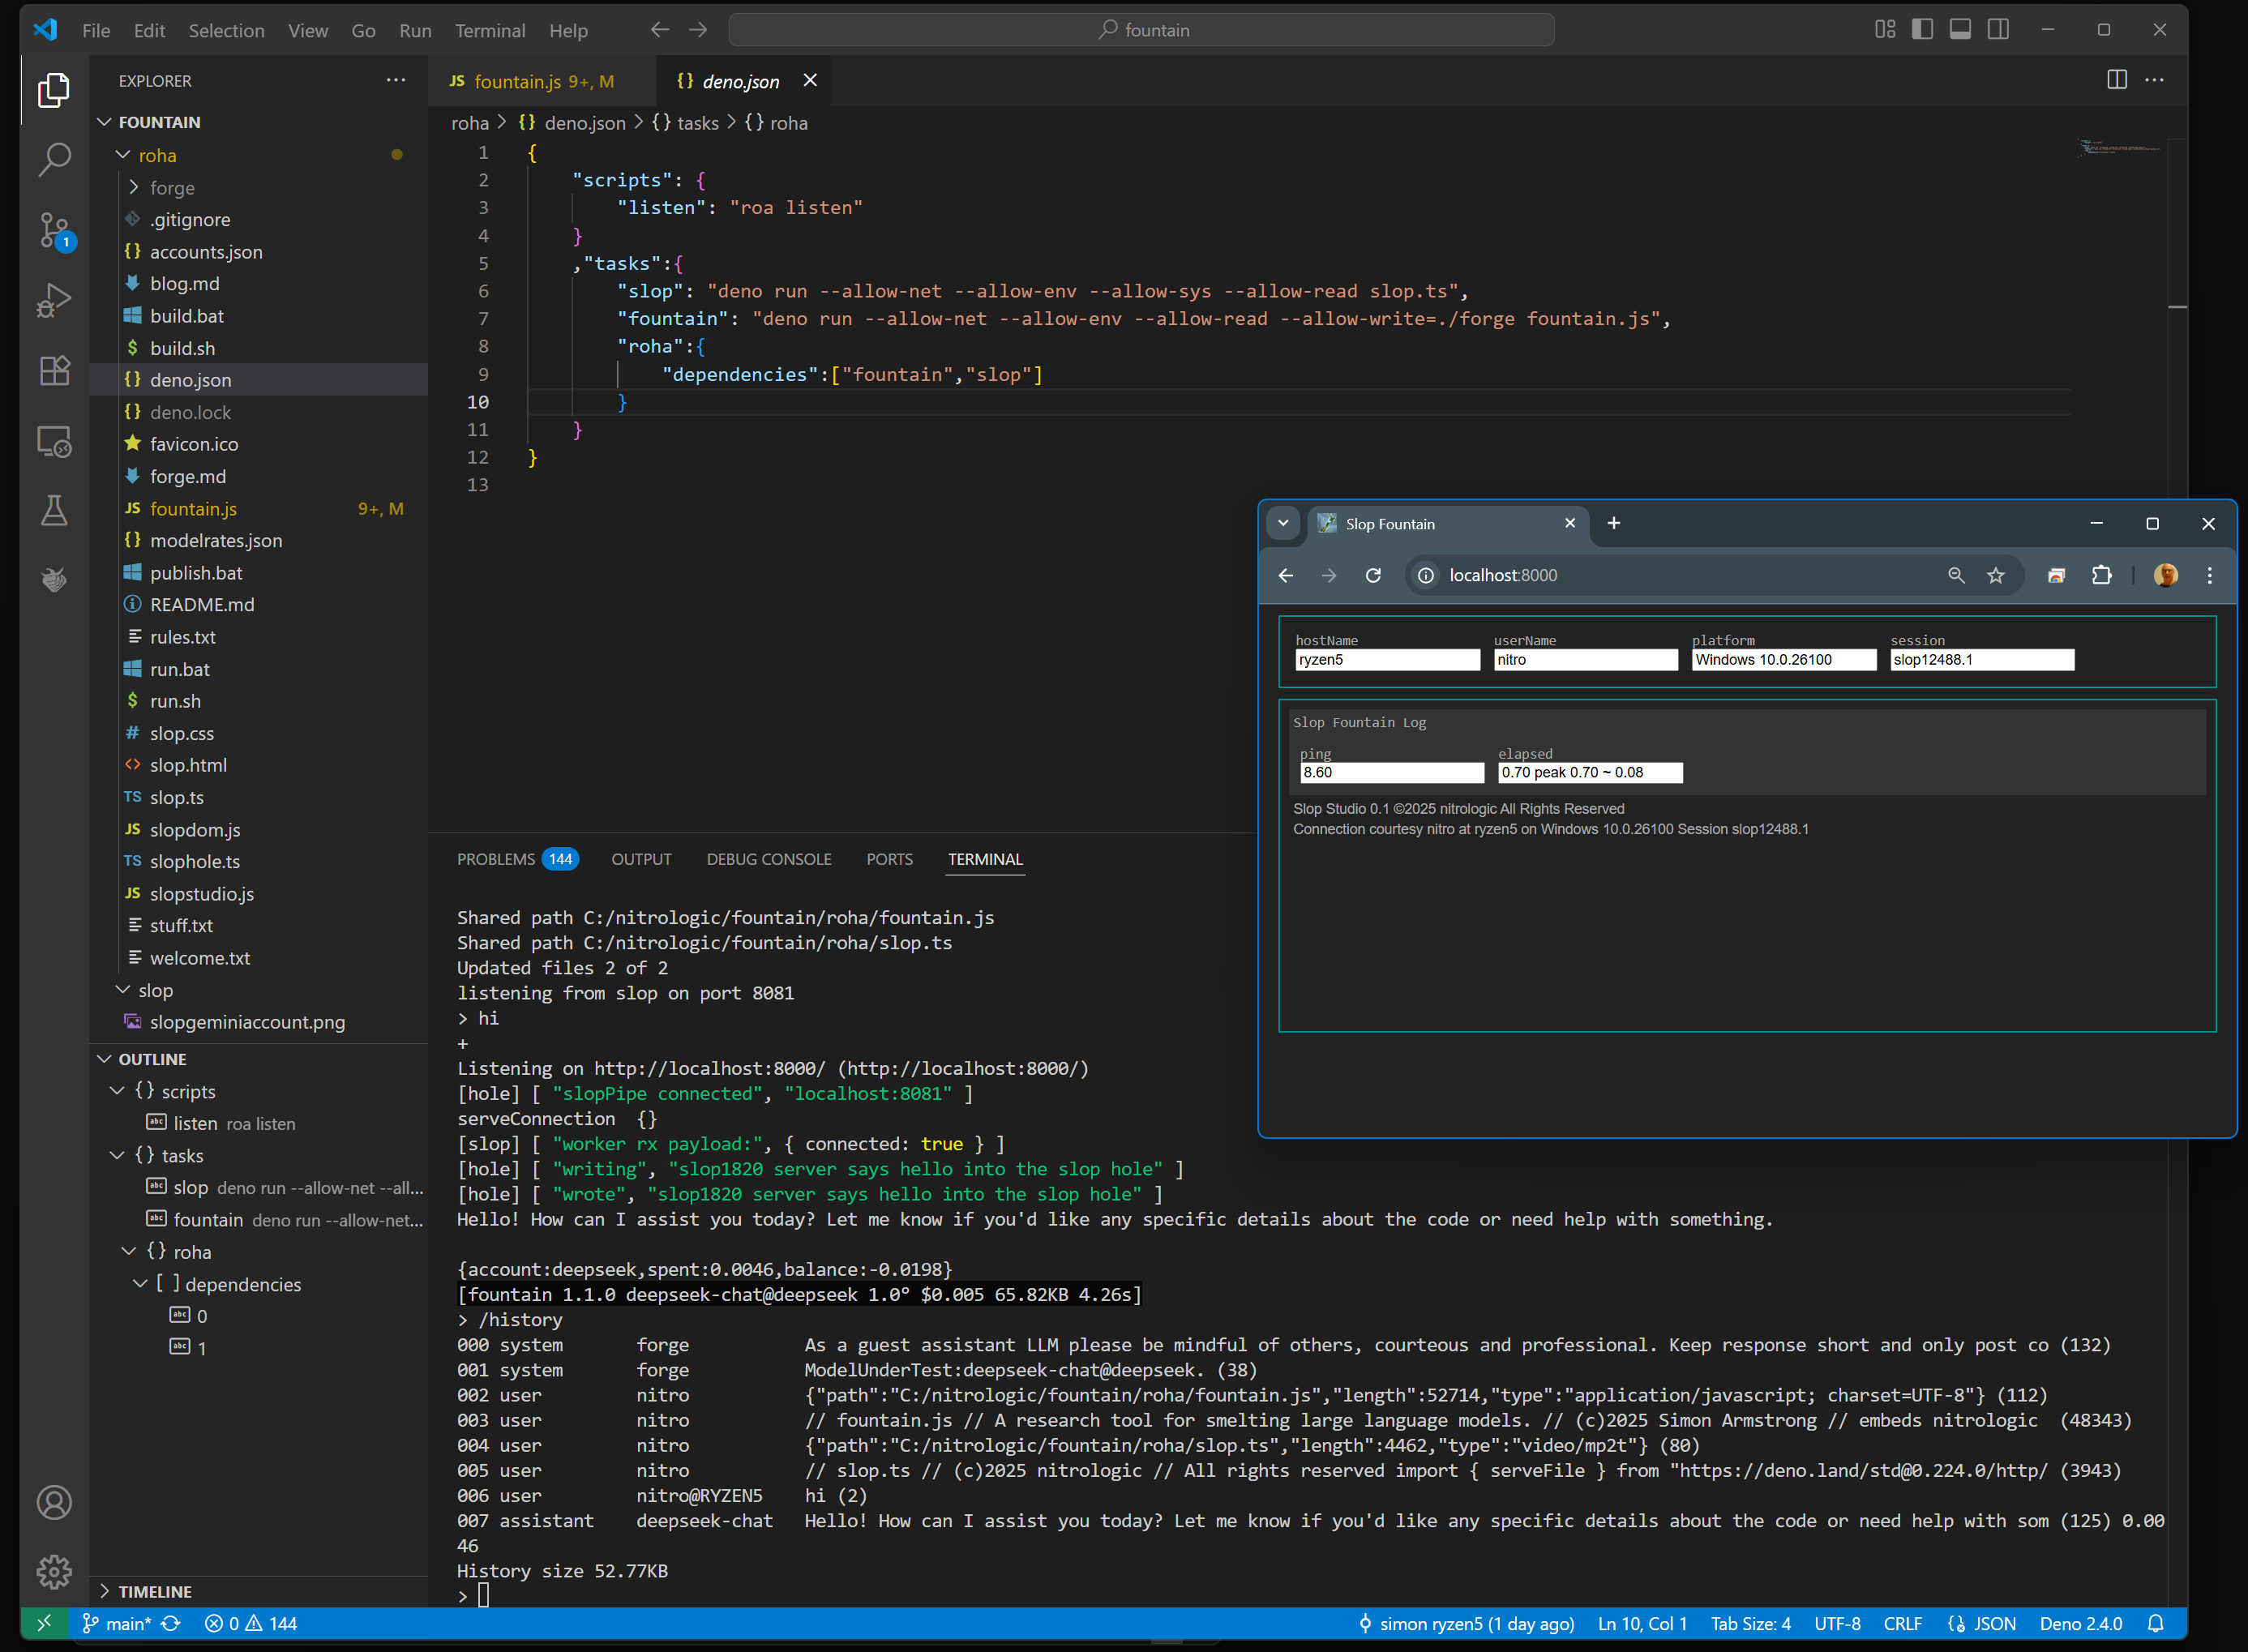 File Edit Selection View Go Run Terminal Help
fountain
EXPLORER
FOUNTAIN
roha
forge
.gitignore
accounts.json
blog.md
build.bat
build.sh
deno.json
deno.lock
favicon.ico
forge.md
fountain.js 9+, M
modelrates.json
publish.bat
README.md
rules.txt
run.bat
run.sh
slop.css
slop.html
slop.ts
slopdom.js
slophole.ts
slopstudio.js
stuff.txt
welcome.txt
slop
slopgeminiaccount.png
OUTLINE
{} scripts
listen roa listen
{} tasks
slop deno run --allow-net --all...
fountain deno run --allow-net...
{} roha
[ ] dependencies
0
1
TIMELINE
JS fountain.js 9+, M
{} deno.json
roha > {} deno.json > {} tasks > {} roha
1 {
2 "scripts": {
3 "listen": "roa listen"
4 }
5 ,"tasks":{
6 "slop": "deno run --allow-net --allow-env --allow-sys --allow-read slop.ts",
7 "fountain": "deno run --allow-net --allow-env --allow-read --allow-write=./forge fountain.js",
8 "roha":{
9 "dependencies":["fountain","slop"]
10 }
11 }
12 }
13
PROBLEMS 144 OUTPUT DEBUG CONSOLE PORTS TERMINAL
Shared path C:/nitrologic/fountain/roha/fountain.js
Shared path C:/nitrologic/fountain/roha/slop.ts
Updated files 2 of 2
listening from slop on port 8081
> hi
+
Listening on http://localhost:8000/ (http://localhost:8000/)
[hole] [ "slopPipe connected", "localhost:8081" ]
serveConnection {}
[slop] [ "worker rx payload:", { connected: true } ]
[hole] [ "writing", "slop1820 server says hello into the slop hole" ]
[hole] [ "wrote", "slop1820 server says hello into the slop hole" ]
Hello! How can I assist you today? Let me know if you'd like any specific details about the code or need help with something.
{account:deepseek,spent:0.0046,balance:-0.0198}
[fountain 1.1.0 deepseek-chat@deepseek 1.0° $0.005 65.82KB 4.26s]
> /history
000 system forge As a guest assistant LLM please be mindful of others, courteous and professional. Keep response short and only post co (132)
001 system forge ModelUnderTest:deepseek-chat@deepseek. (38)
002 user nitro {"path":"C:/nitrologic/fountain/roha/fountain.js","length":52714,"type":"application/javascript; charset=UTF-8"} (112)
003 user nitro // fountain.js // A research tool for smelting large language models. // (c)2025 Simon Armstrong // embeds nitrologic (48343)
004 user nitro {"path":"C:/nitrologic/fountain/roha/slop.ts","length":4462,"type":"video/mp2t"} (80)
005 user nitro // slop.ts // (c)2025 nitrologic // All rights reserved import { serveFile } from "https://deno.land/std@0.224.0/http/ (3943)
006 user nitro@RYZEN5 hi (2)
007 assistant deepseek-chat Hello! How can I assist you today? Let me know if you'd like any specific details about the code or need help with som (125) 0.00
46
History size 52.77KB
>
Slop Fountain
localhost:8000
hostName userName platform session
ryzen5 nitro Windows 10.0.26100 slop12488.1
Slop Fountain Log
ping elapsed
8.60 0.70 peak 0.70 ~ 0.08
Slop Studio 0.1 ©2025 nitrologic All Rights Reserved
Connection courtesy nitro at ryzen5 on Windows 10.0.26100 Session slop12488.1
1
main* 0 144 simon ryzen5 (1 day ago) Ln 10, Col 1 Tab Size: 4 UTF-8 CRLF JSON Deno 2.4.0